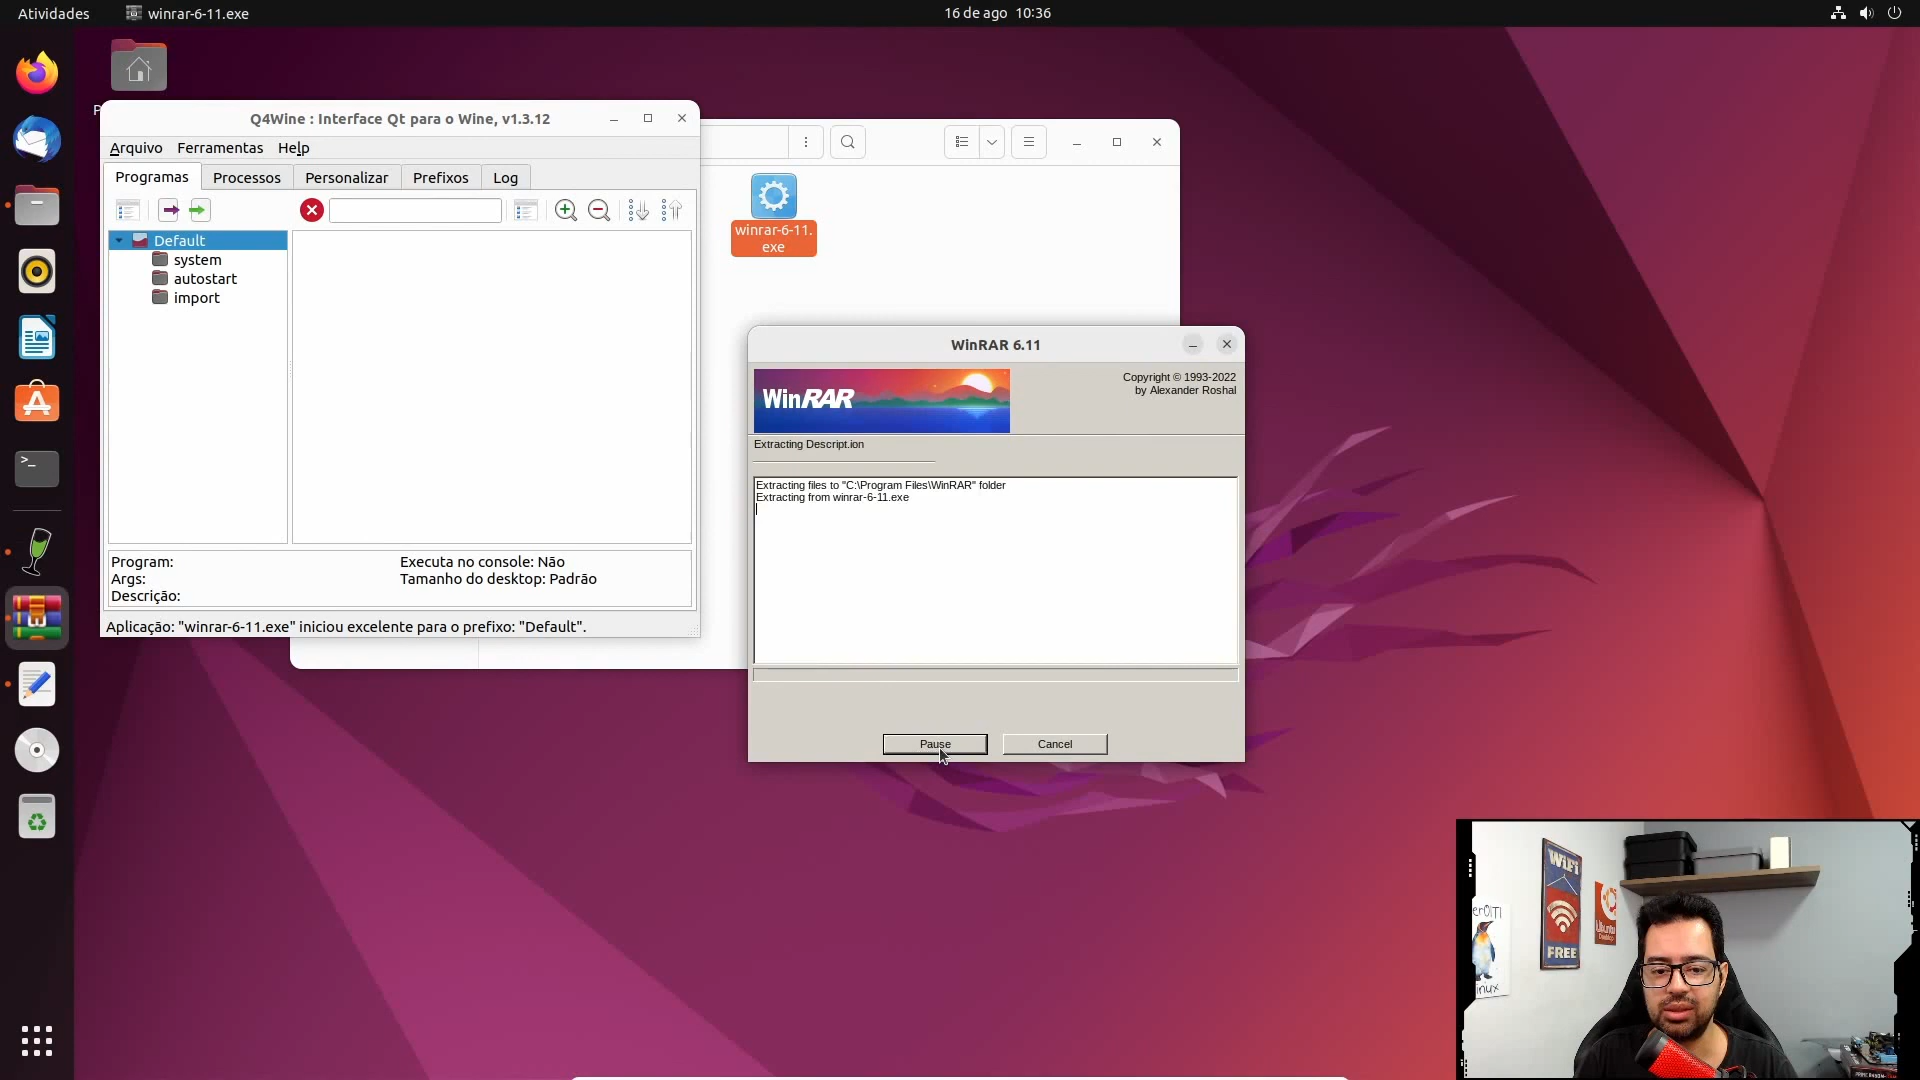 Atividades
winrar-6-11.exe
16 de ago 10:36
Q4Wine : Interface Qt para o Wine, v1.3.12
Arquivo Ferramentas Help
Programas Processos Personalizar Prefixos Log
Default
system
autostart
import
Program:
Args:
Descrição:
Executa no console: Não
Tamanho do desktop: Padrão
Aplicação: "winrar-6-11.exe" iniciou excelente para o prefixo: "Default".
winrar-6-11.
exe
WinRAR 6.11
WinRAR
Copyright © 1993-2022
by Alexander Roshal
Extracting Descript.ion
Extracting files to "C:\Program Files\WinRAR" folder
Extracting from winrar-6-11.exe
Pause
Cancel
WiFi
FREE
Ubuntu